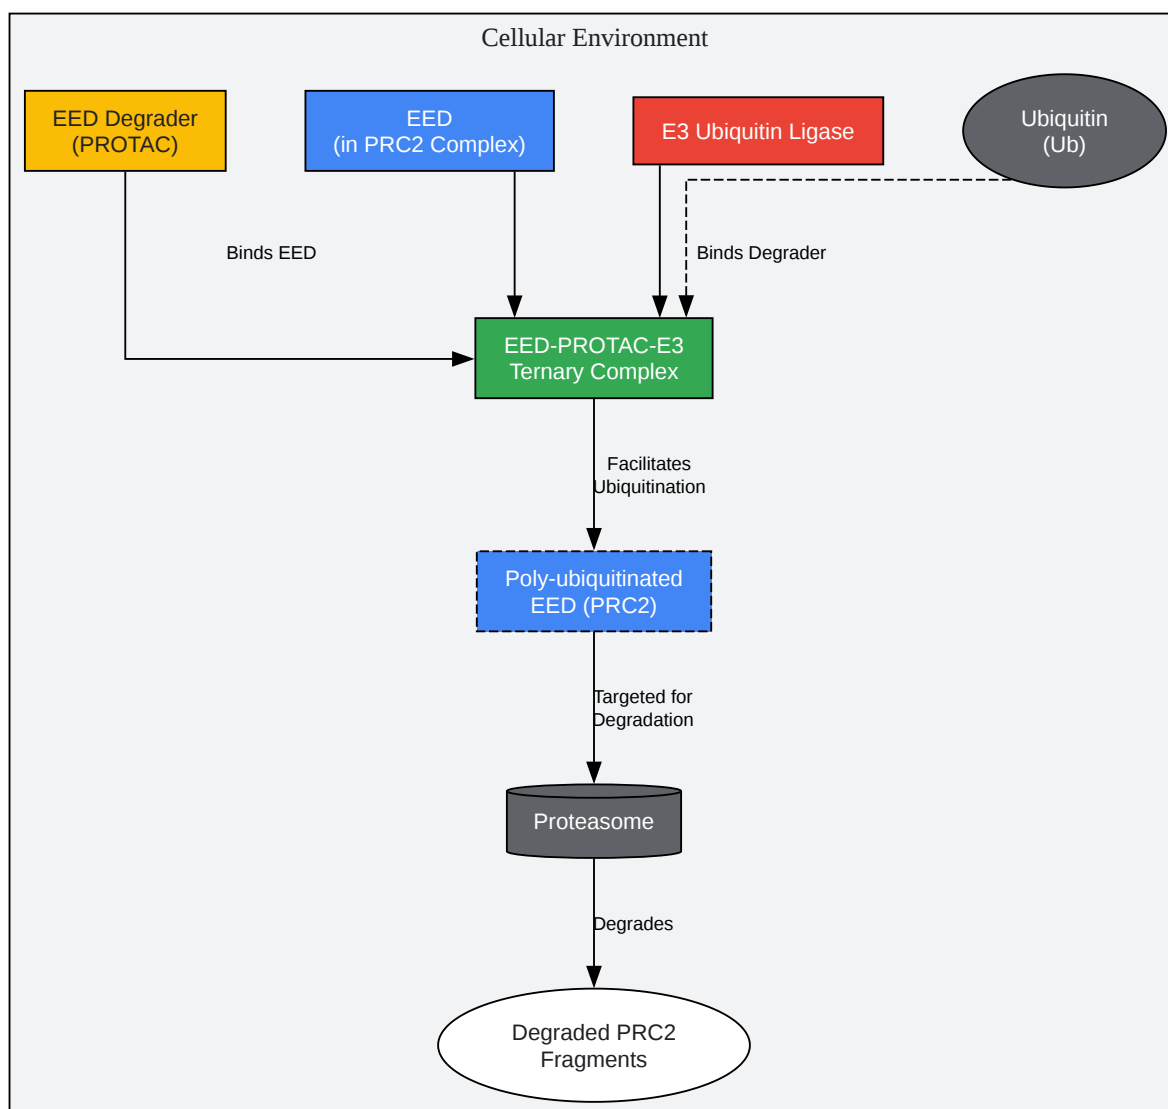 Cellular Environment
EED Degrader
(PROTAC)
EED
(in PRC2 Complex)
E3 Ubiquitin Ligase
Ubiquitin
(Ub)
Binds EED
Binds Degrader
EED-PROTAC-E3
Ternary Complex
Facilitates
Ubiquitination
Poly-ubiquitinated
EED (PRC2)
Targeted for
Degradation
Proteasome
Degrades
Degraded PRC2
Fragments